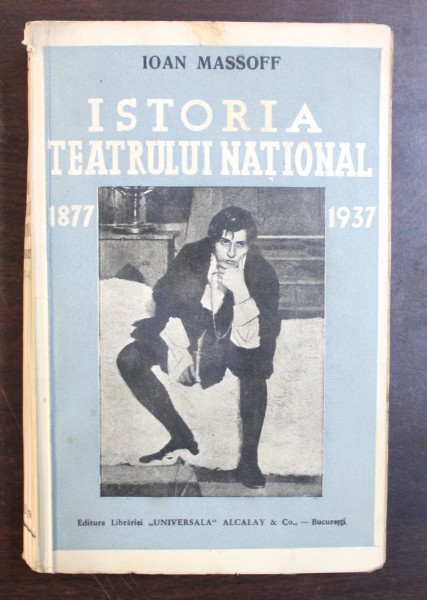 IOAN MASSOFF
ISTORIA
TEATRULUI NAȚIONAL
1877 1937
Editura Librăriei „UNIVERSALA“ ALCALAY & Co., — București.